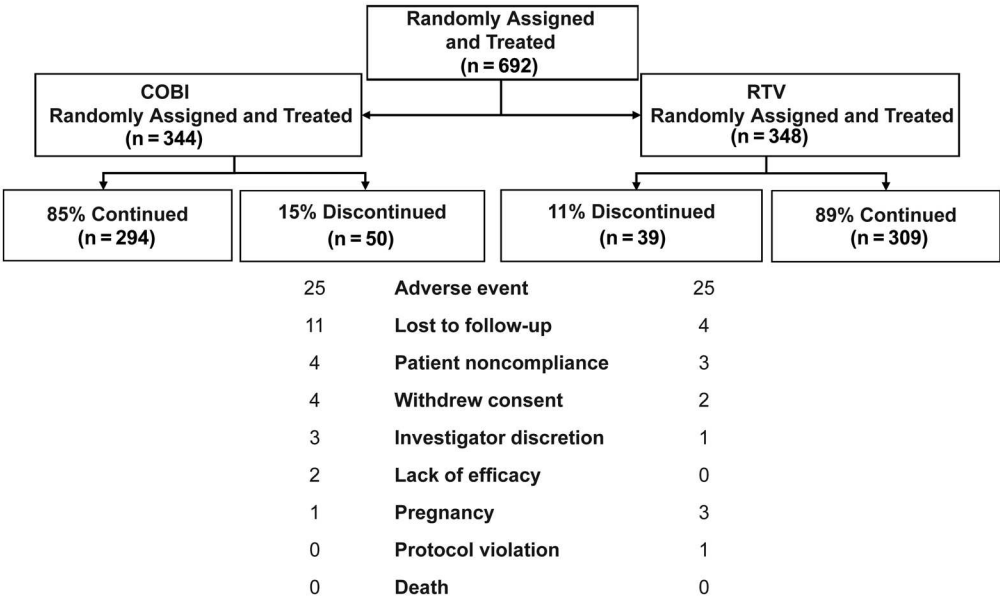 Randomly Assigned
and Treated
(n = 692)
COBI
Randomly Assigned and Treated
(n = 344)
RTV
Randomly Assigned and Treated
(n = 348)
85% Continued
(n = 294)
15% Discontinued
(n = 50)
11% Discontinued
(n = 39)
89% Continued
(n = 309)
25 Adverse event 25
11 Lost to follow-up 4
4 Patient noncompliance 3
4 Withdrew consent 2
3 Investigator discretion 1
2 Lack of efficacy 0
1 Pregnancy 3
0 Protocol violation 1
0 Death 0